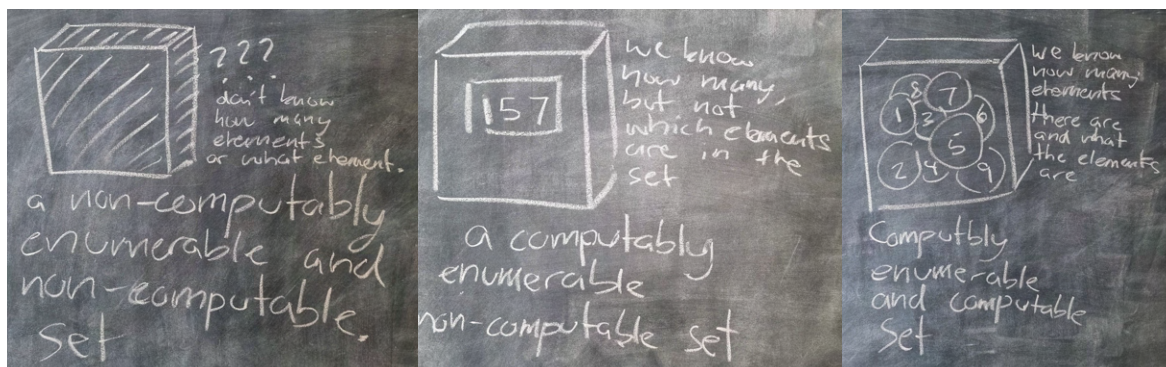 ???
don't know
how many
elements
or what element.
a non-computably
enumerable and
non-computable
set
157
we know
how many,
but not
which elements
are in the
set
a computably
enumerable
non-computable set
8 7
1 3 6
5
2 4 9
we know
how many
elements
there are
and what
the elements
are
Computbly
enumerable
and computable
set